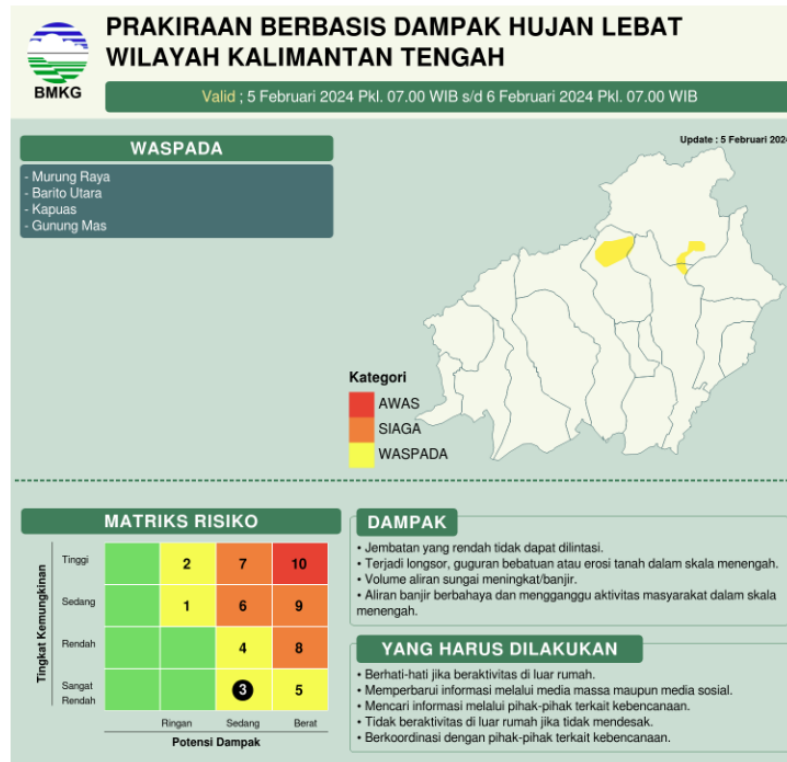 PRAKIRAAN BERBASIS DAMPAK HUJAN LEBAT
WILAYAH KALIMANTAN TENGAH
BMKG
Valid ; 5 Februari 2024 Pkl. 07.00 WIB s/d 6 Februari 2024 Pkl. 07.00 WIB
WASPADA
- Murung Raya
- Barito Utara
- Kapuas
- Gunung Mas
Update : 5 Februari 2024
Kategori
AWAS
SIAGA
WASPADA
MATRIKS RISIKO
Tingkat Kemungkinan
Tinggi
2 7 10
Sedang
1 6 9
Rendah
4 8
Sangat
Rendah
3 5
Ringan Sedang Berat
Potensi Dampak
DAMPAK
• Jembatan yang rendah tidak dapat dilintasi.
• Terjadi longsor, guguran bebatuan atau erosi tanah dalam skala menengah.
• Volume aliran sungai meningkat/banjir.
• Aliran banjir berbahaya dan mengganggu aktivitas masyarakat dalam skala
menengah.
YANG HARUS DILAKUKAN
• Berhati-hati jika beraktivitas di luar rumah.
• Memperbarui informasi melalui media massa maupun media sosial.
• Mencari informasi melalui pihak-pihak terkait kebencanaan.
• Tidak beraktivitas di luar rumah jika tidak mendesak.
• Berkoordinasi dengan pihak-pihak terkait kebencanaan.